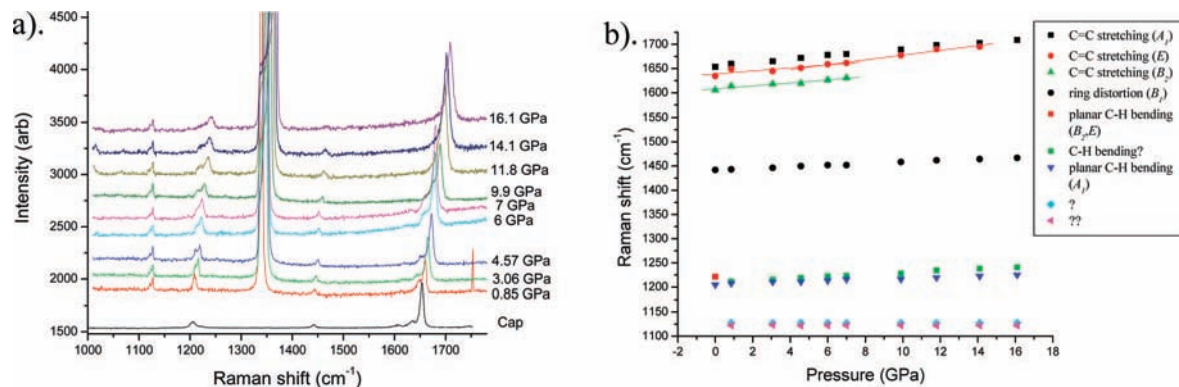 a).
4500
4000
3500
3000
2500
2000
1500
Intensity (arb)
16.1 GPa
14.1 GPa
11.8 GPa
9.9 GPa
7 GPa
6 GPa
4.57 GPa
3.06 GPa
0.85 GPa
Cap
1000 1100 1200 1300 1400 1500 1600 1700
Raman shift (cm⁻¹)
b).
1700
1650
1600
1550
1500
1450
1400
1350
1300
1250
1200
1150
1100
Raman shift (cm⁻¹)
-2 0 2 4 6 8 10 12 14 16 18
Pressure (GPa)
C=C stretching (A₁)
C=C stretching (E)
C=C stretching (B₂)
ring distortion (B₁)
planar C-H bending
(B₂,E)
C-H bending?
planar C-H bending
(A₁)
?
??